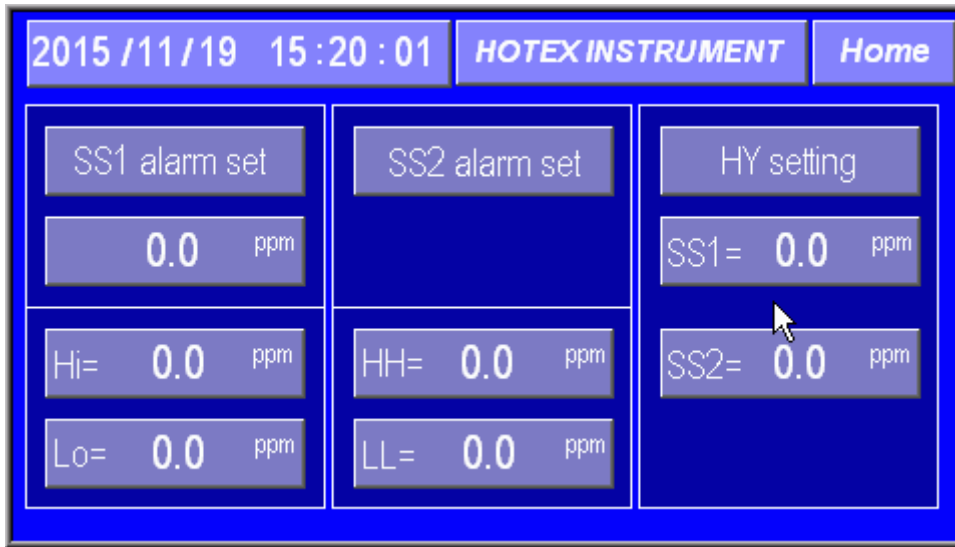 2015 /11/19 15:20:01 HOTEX INSTRUMENT Home
SS1 alarm set
0.0 ppm
Hi= 0.0 ppm
Lo= 0.0 ppm
SS2 alarm set
HH= 0.0 ppm
LL= 0.0 ppm
HY setting
SS1= 0.0 ppm
SS2= 0.0 ppm